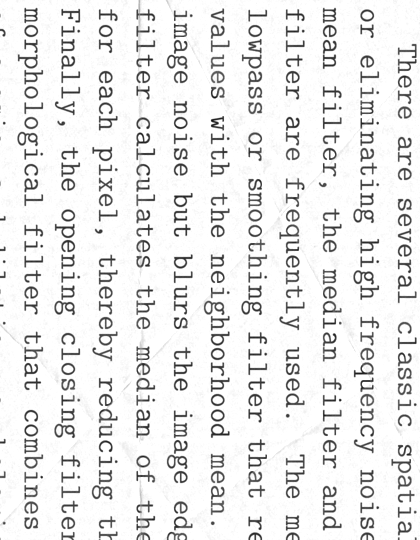 There are several classic spatial
or eliminating high frequency noise
mean filter, the median filter and
filter are frequently used. The me
lowpass or smoothing filter that re
values with the neighborhood mean.
image noise but blurs the image edg
filter calculates the median of the
for each pixel, thereby reducing th
Finally, the opening closing filter
morphological filter that combines